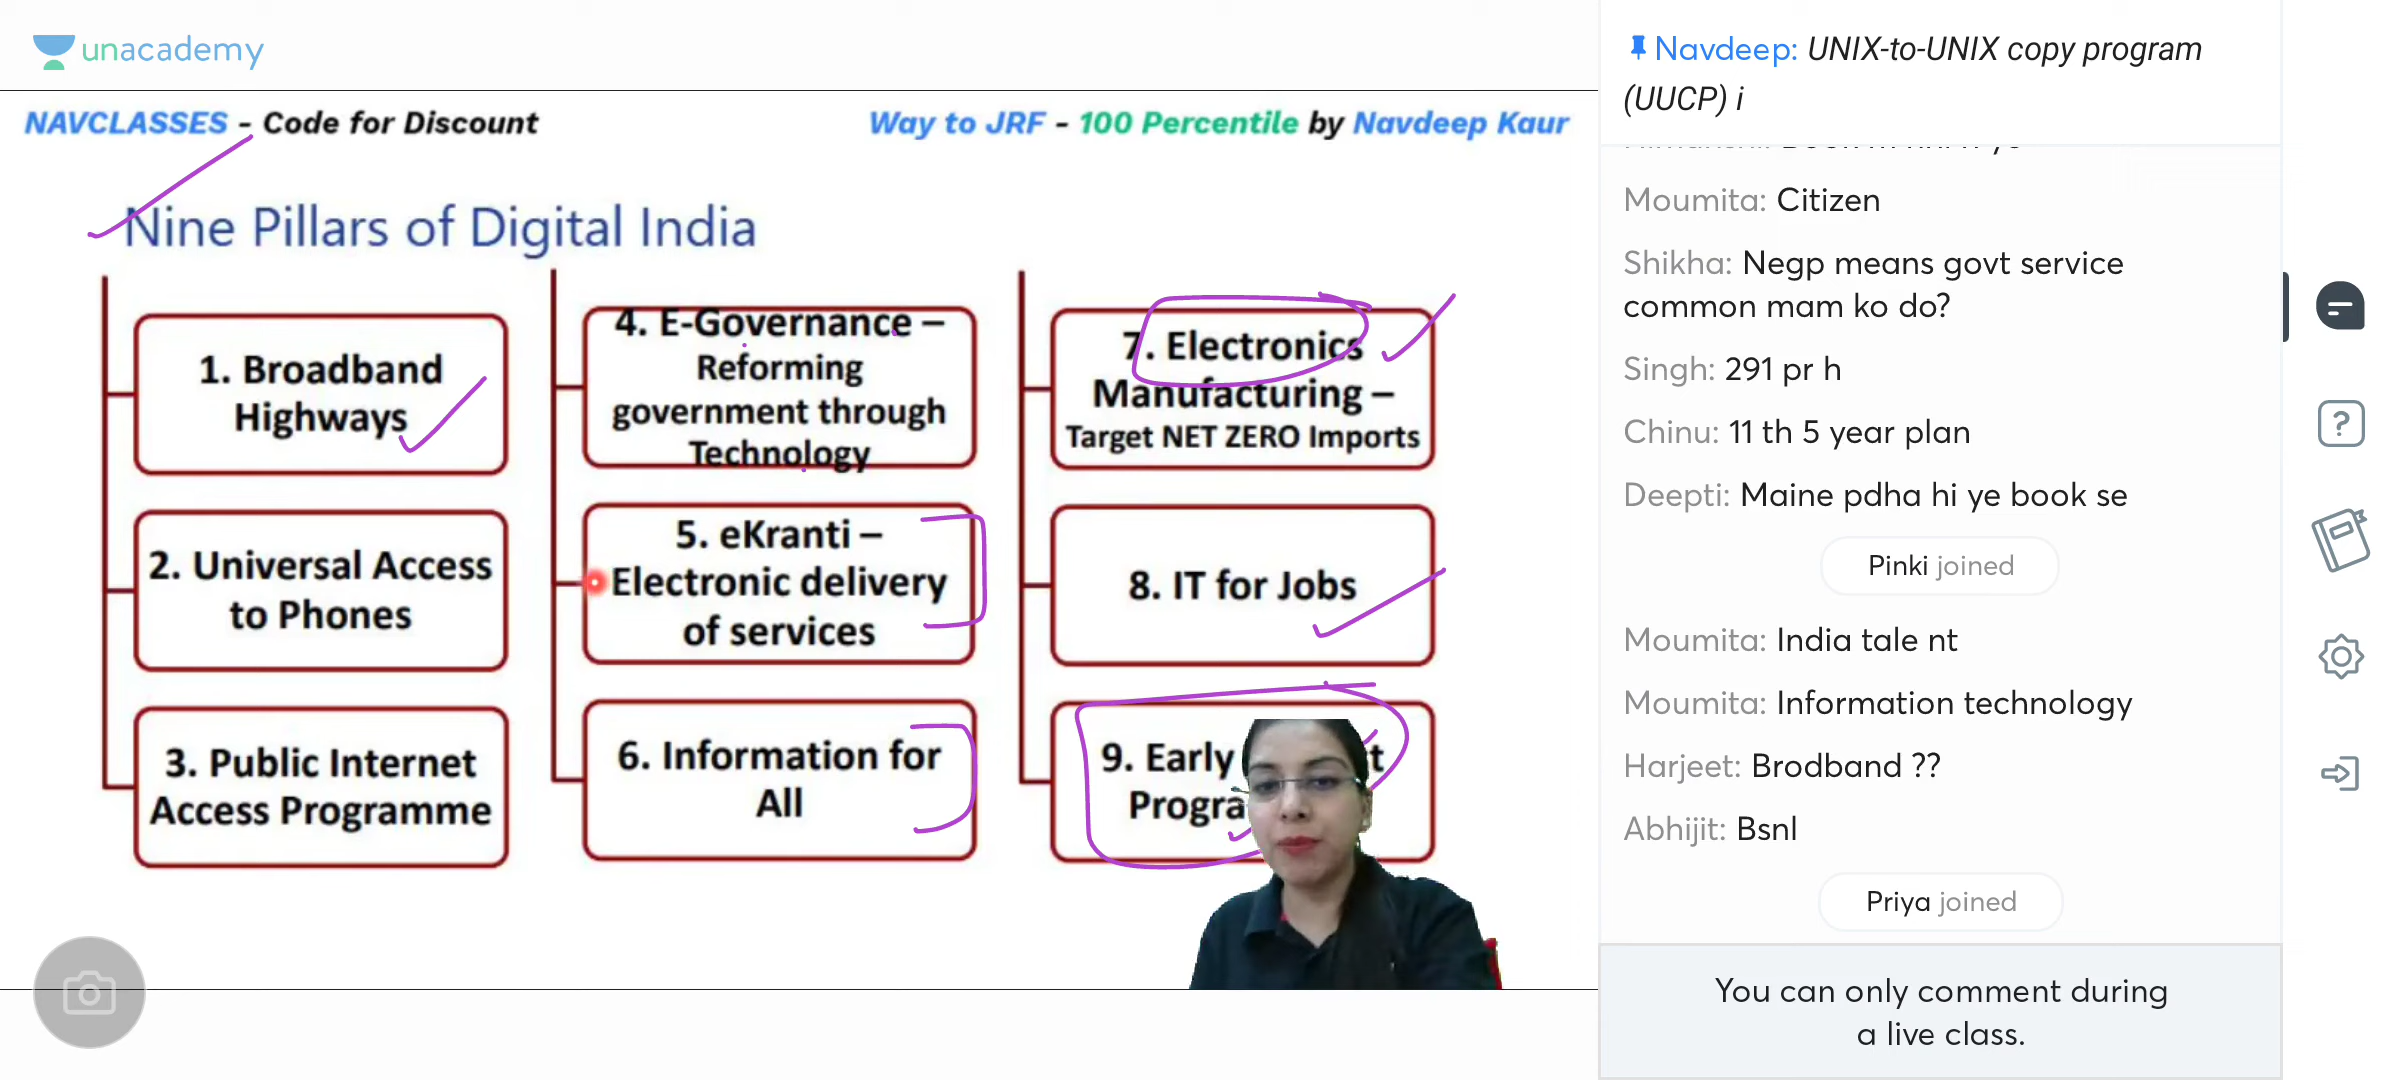 unacademy
NAVCLASSES - Code for Discount
Way to JRF - 100 Percentile by Navdeep Kaur
Nine Pillars of Digital India
1. Broadband
Highways
2. Universal Access
to Phones
3. Public Internet
Access Programme
4. E-Governance –
Reforming
government through
Technology
5. eKranti –
Electronic delivery
of services
6. Information for
All
7. Electronics
Manufacturing –
Target NET ZERO Imports
8. IT for Jobs
9. Early
Navdeep: UNIX-to-UNIX copy program
(UUCP) i
Moumita: Citizen
Shikha: Negp means govt service
common mam ko do?
Singh: 291 pr h
Chinu: 11 th 5 year plan
Deepti: Maine pdha hi ye book se
Pinki joined
Moumita: India tale nt
Moumita: Information technology
Harjeet: Brodband ??
Abhijit: Bsnl
Priya joined
You can only comment during
a live class.